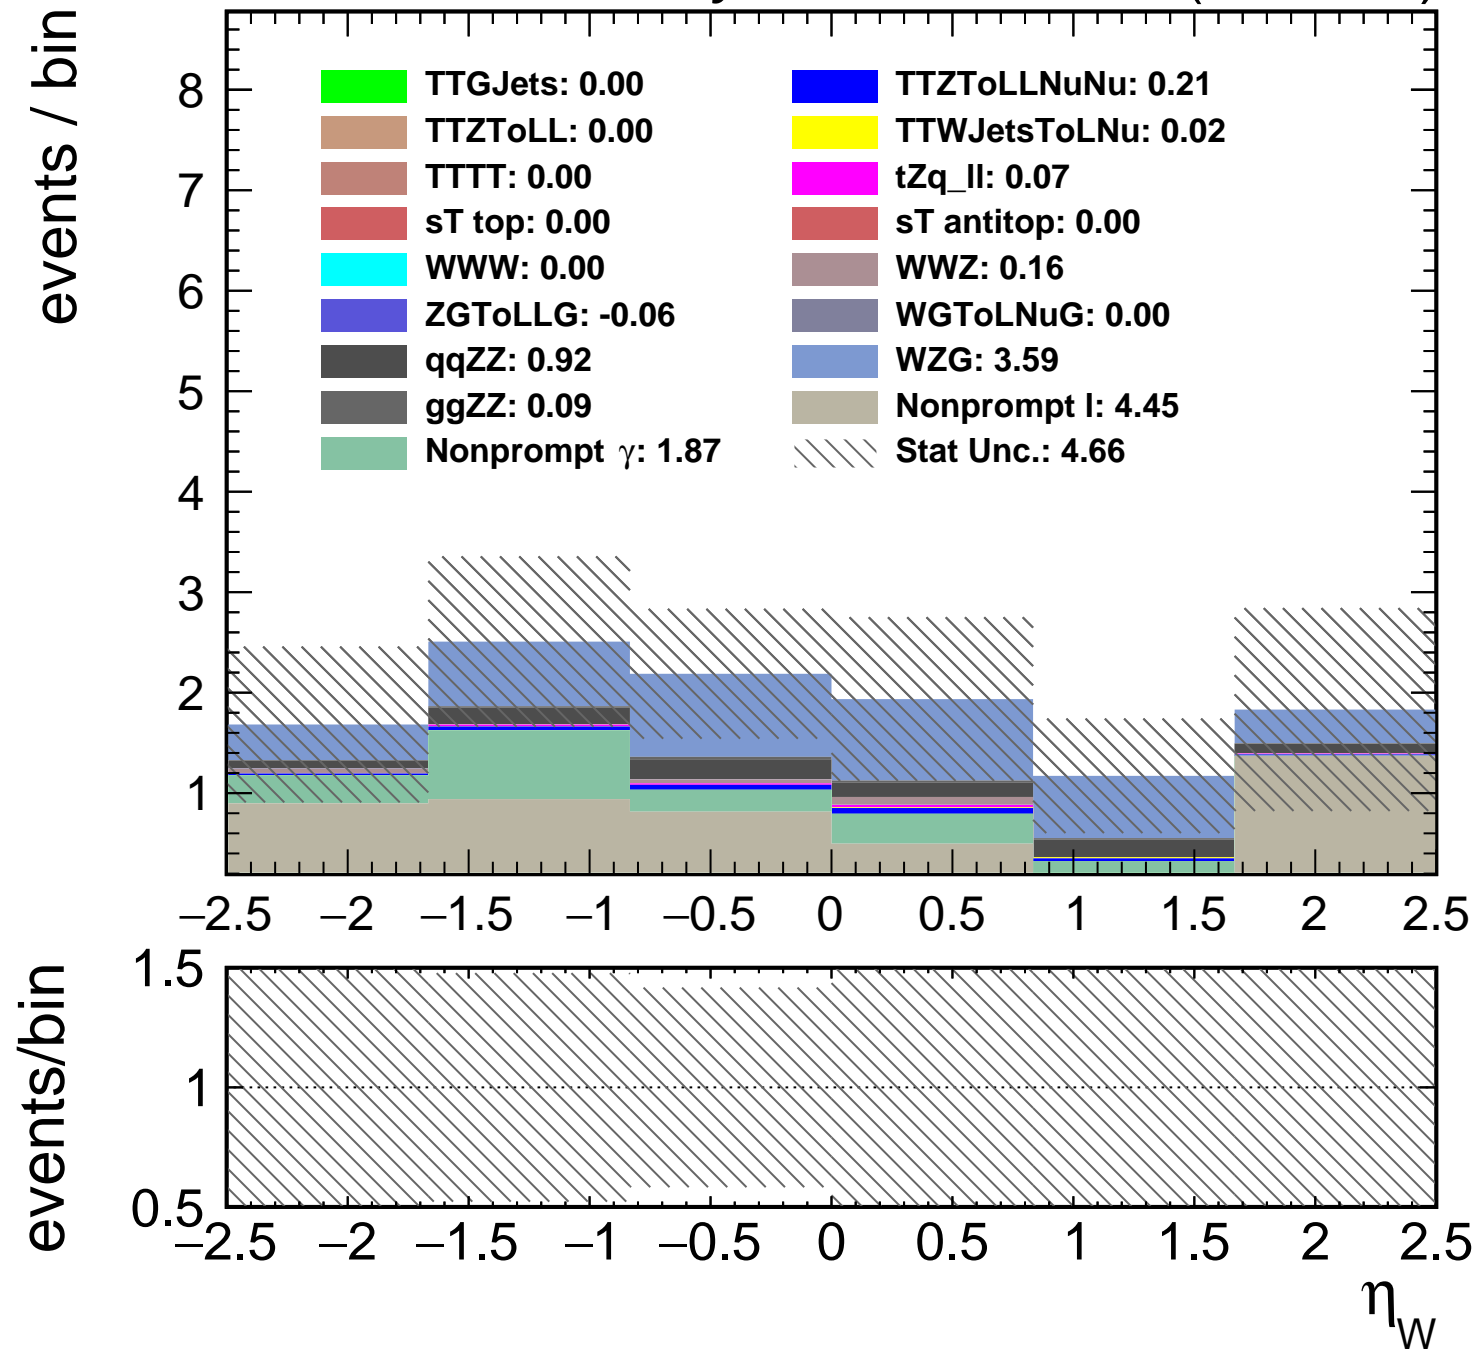 events / bin
8
7
6
5
4
3
2
1
TTGJets: 0.00
TTZToLLNuNu: 0.21
TTZToLL: 0.00
TTWJetsToLNu: 0.02
TTTT: 0.00
tZq_ll: 0.07
sT top: 0.00
sT antitop: 0.00
WWW: 0.00
WWZ: 0.16
ZGToLLG: -0.06
WGToLNuG: 0.00
qqZZ: 0.92
WZG: 3.59
ggZZ: 0.09
Nonprompt l: 4.45
Nonprompt γ: 1.87
Stat Unc.: 4.66
−2.5 −2 −1.5 −1 −0.5 0 0.5 1 1.5 2 2.5
events/bin
1.5
1
0.5
−2.5 −2 −1.5 −1 −0.5 0 0.5 1 1.5 2 2.5
ηW